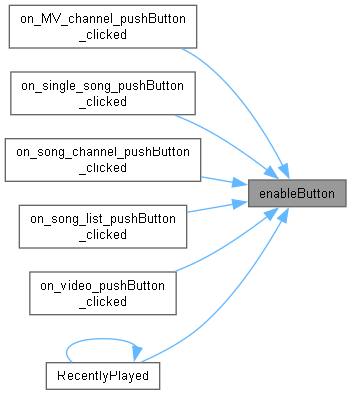 on_MV_channel_pushButton
_clicked
on_single_song_pushButton
_clicked
on_song_channel_pushButton
_clicked
enableButton
on_song_list_pushButton
_clicked
on_video_pushButton
_clicked
RecentlyPlayed